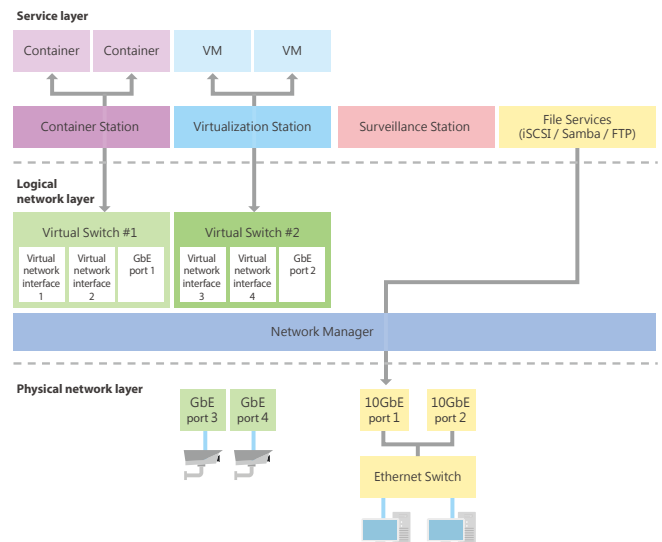 Service layer
Container
Container
VM
VM
Container Station
Virtualization Station
Surveillance Station
File Services
(iSCSI / Samba / FTP)
Logical
network layer
Virtual Switch #1
Virtual
network
interface
1
Virtual
network
interface
2
GbE
port 1
Virtual Switch #2
Virtual
network
interface
3
Virtual
network
interface
4
GbE
port 2
Network Manager
Physical network layer
GbE
port 3
GbE
port 4
10GbE
port 1
10GbE
port 2
Ethernet Switch